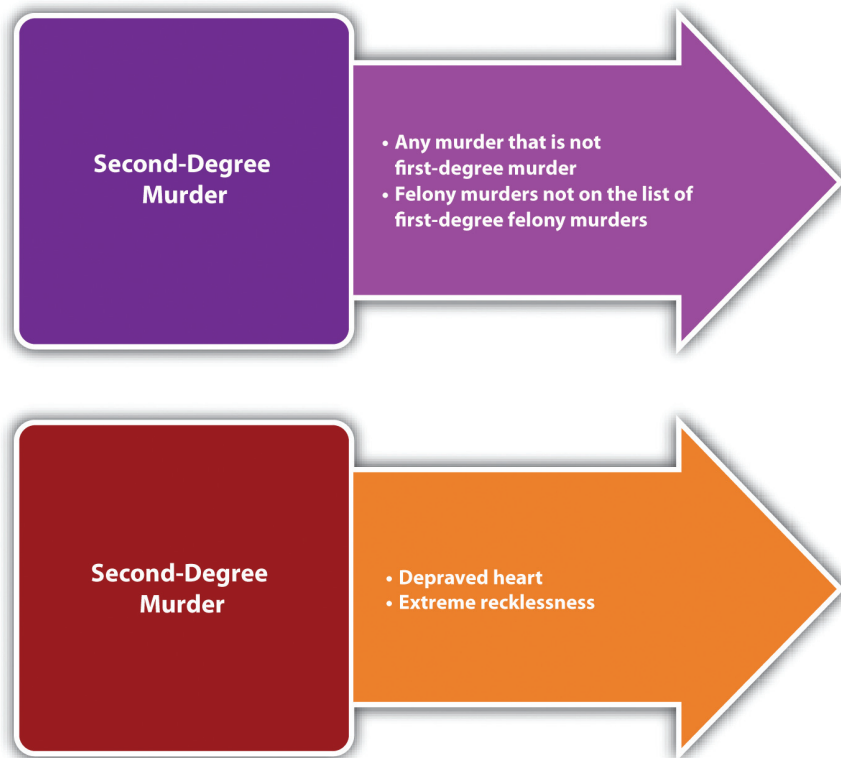 Second-Degree
Murder
• Any murder that is not
first-degree murder
• Felony murders not on the list of
first-degree felony murders
Second-Degree
Murder
• Depraved heart
• Extreme recklessness